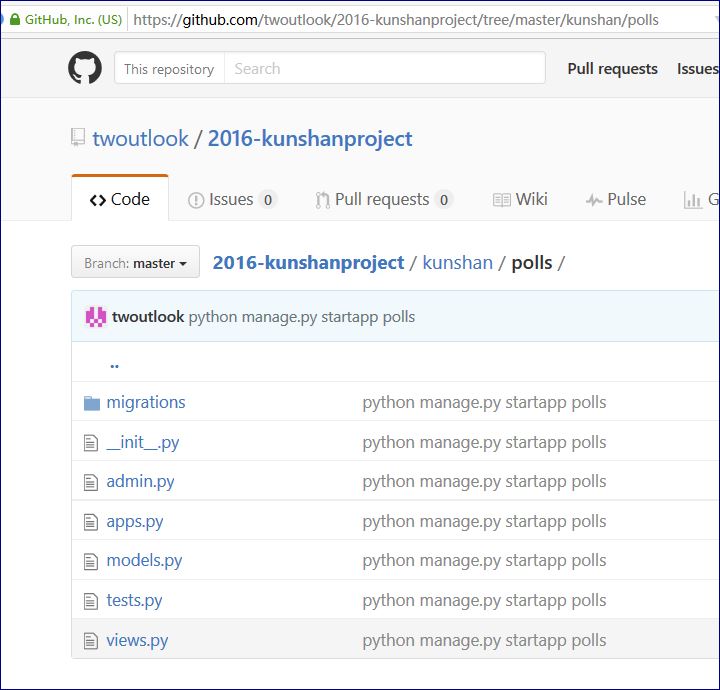 GitHub, Inc. (US) https://github.com/twoutlook/2016-kunshanproject/tree/master/kunshan/polls
This repository Search Pull requests Issues
twoutlook / 2016-kunshanproject
Code Issues 0 Pull requests 0 Wiki Pulse G
Branch: master 2016-kunshanproject / kunshan / polls /
twoutlook python manage.py startapp polls
..
migrations python manage.py startapp polls
__init__.py python manage.py startapp polls
admin.py python manage.py startapp polls
apps.py python manage.py startapp polls
models.py python manage.py startapp polls
tests.py python manage.py startapp polls
views.py python manage.py startapp polls